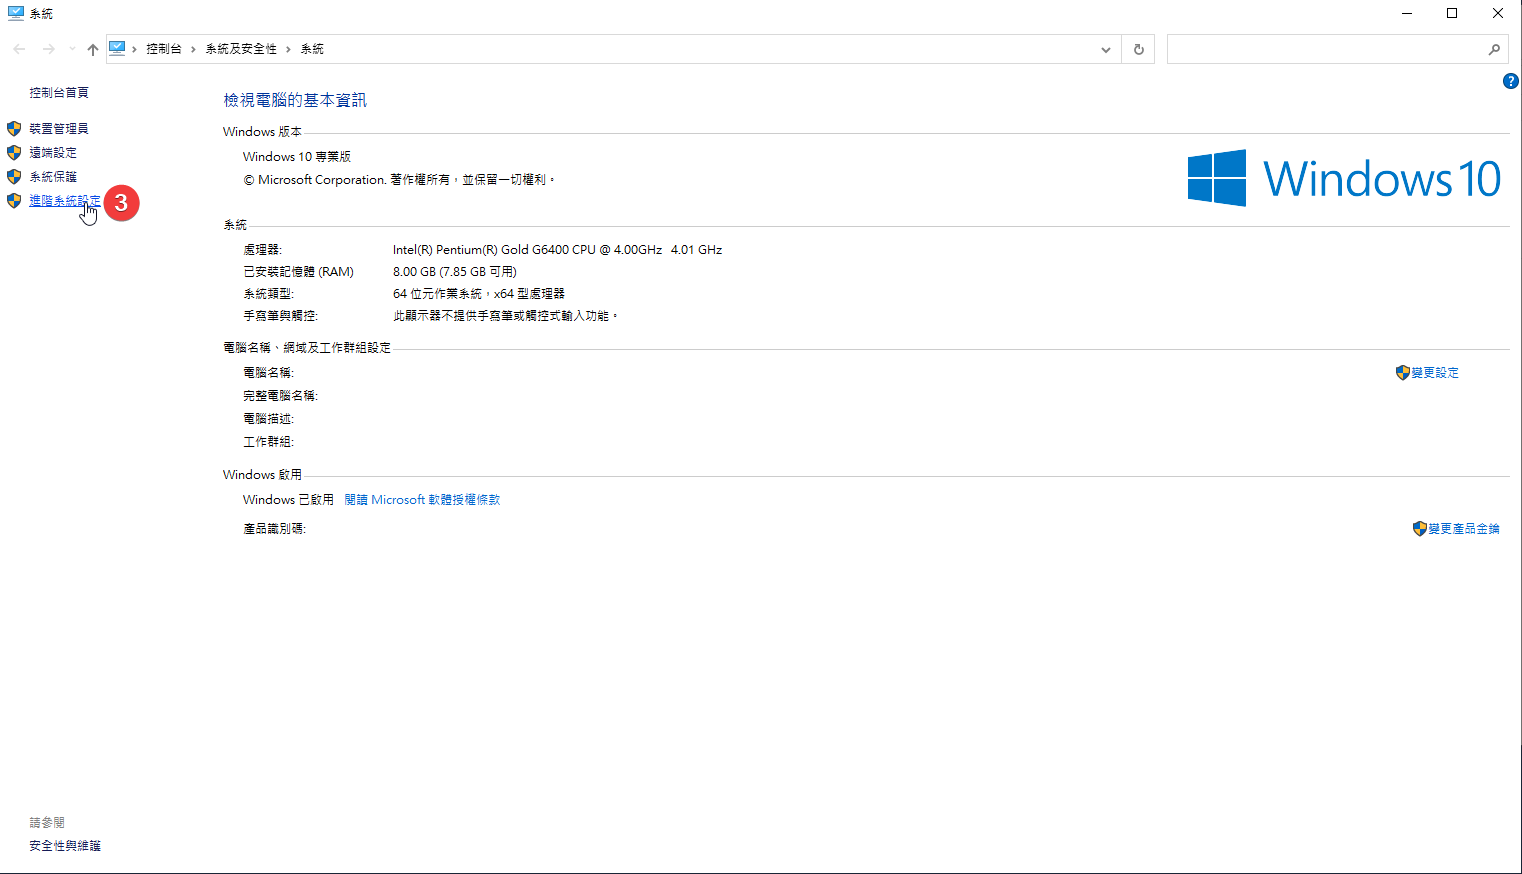 系統
控制台 › 系統及安全性 › 系統
?
控制台首頁
裝置管理員
遠端設定
系統保護
進階系統設定
3
檢視電腦的基本資訊
Windows 版本
Windows 10 專業版
© Microsoft Corporation. 著作權所有，並保留一切權利。
Windows 10
系統
處理器: Intel(R) Pentium(R) Gold G6400 CPU @ 4.00GHz 4.01 GHz
已安裝記憶體 (RAM) 8.00 GB (7.85 GB 可用)
系統類型: 64 位元作業系統，x64 型處理器
手寫筆與觸控: 此顯示器不提供手寫筆或觸控式輸入功能。
電腦名稱、網域及工作群組設定
電腦名稱: 變更設定
完整電腦名稱:
電腦描述:
工作群組:
Windows 啟用
Windows 已啟用 閱讀 Microsoft 軟體授權條款
產品識別碼: 變更產品金鑰
請參閱
安全性與維護